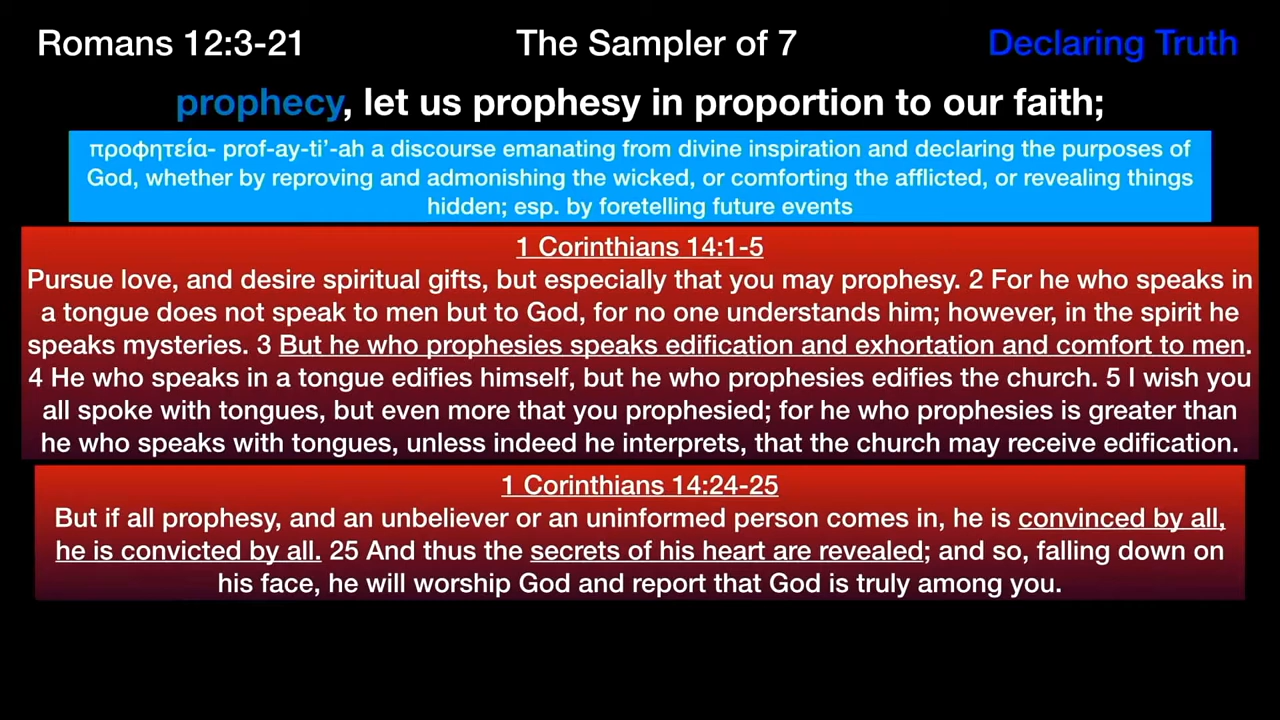 Romans 12:3-21
The Sampler of 7
Declaring Truth
prophecy, let us prophesy in proportion to our faith;
προφητεία- prof-ay-ti’-ah a discourse emanating from divine inspiration and declaring the purposes of
God, whether by reproving and admonishing the wicked, or comforting the afflicted, or revealing things
hidden; esp. by foretelling future events
1 Corinthians 14:1-5
Pursue love, and desire spiritual gifts, but especially that you may prophesy. 2 For he who speaks in
a tongue does not speak to men but to God, for no one understands him; however, in the spirit he
speaks mysteries. 3 But he who prophesies speaks edification and exhortation and comfort to men.
4 He who speaks in a tongue edifies himself, but he who prophesies edifies the church. 5 I wish you
all spoke with tongues, but even more that you prophesied; for he who prophesies is greater than
he who speaks with tongues, unless indeed he interprets, that the church may receive edification.
1 Corinthians 14:24-25
But if all prophesy, and an unbeliever or an uninformed person comes in, he is convinced by all,
he is convicted by all. 25 And thus the secrets of his heart are revealed; and so, falling down on
his face, he will worship God and report that God is truly among you.